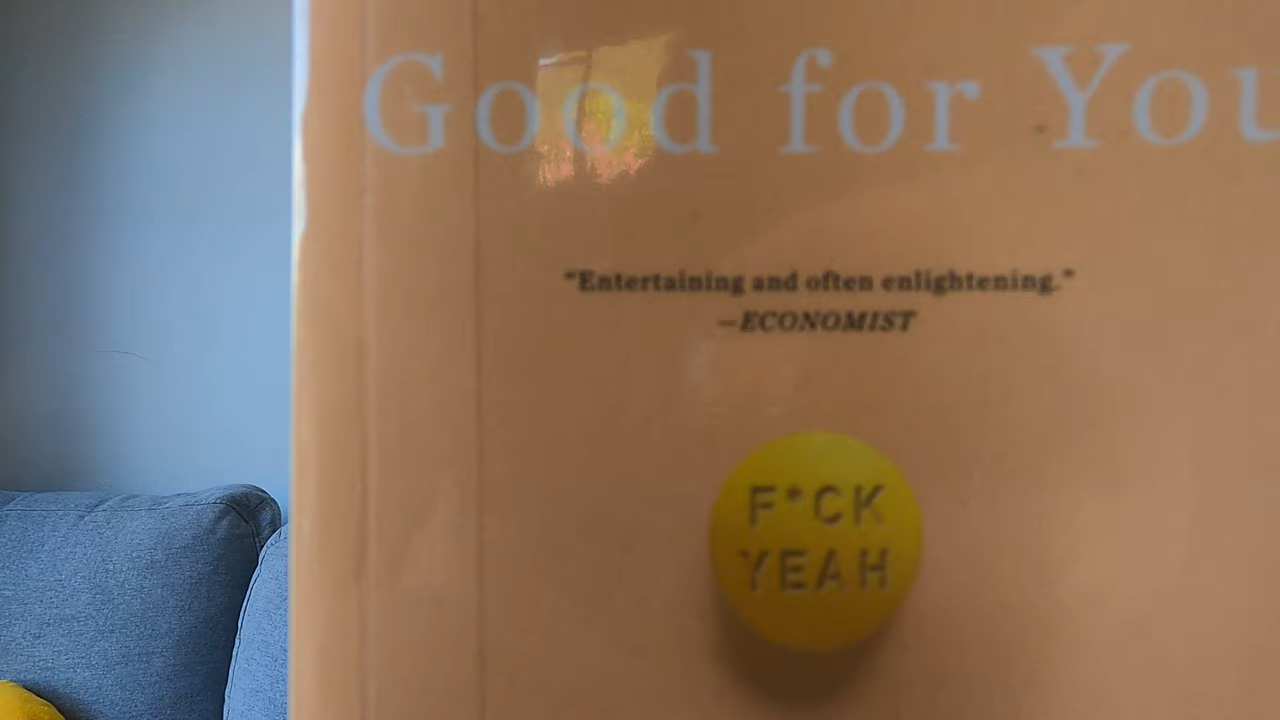 Good for You
"Entertaining and often enlightening."
—ECONOMIST
F*CK
YEAH